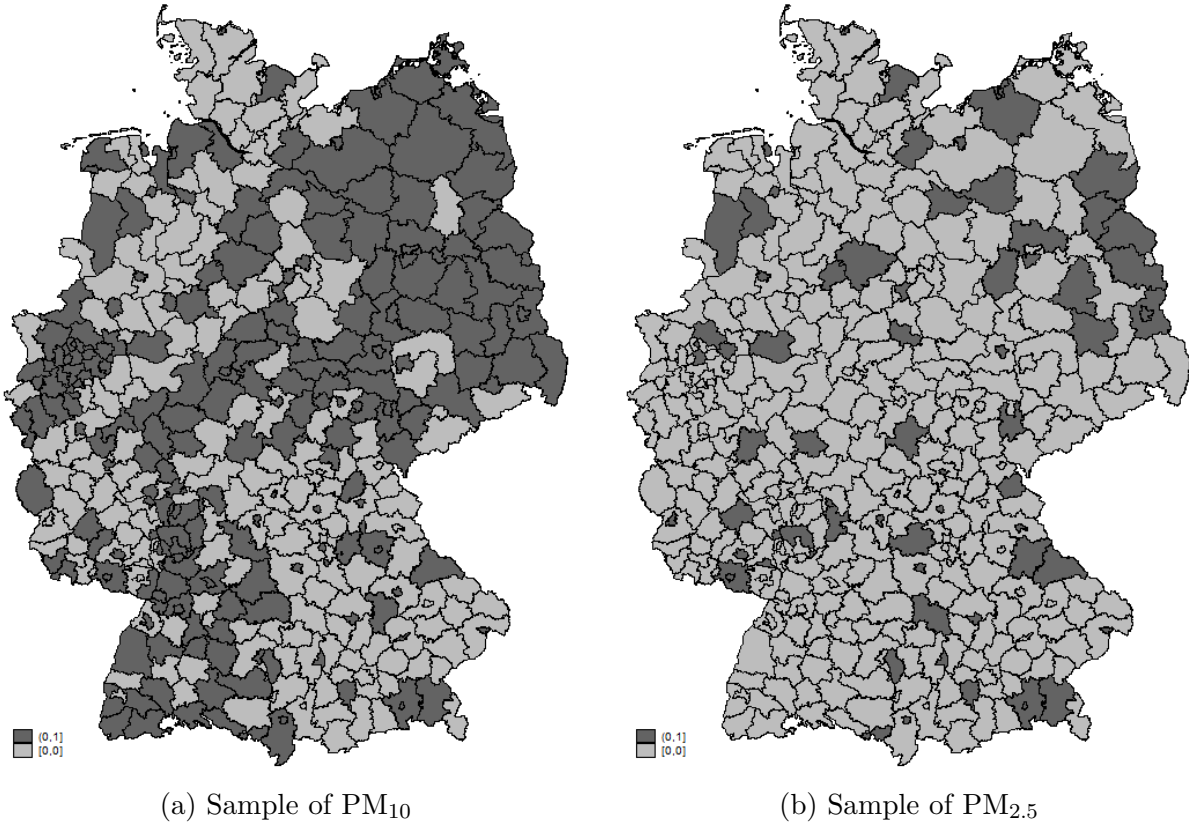 (0,1]
[0,0]
(0,1]
[0,0]
(a) Sample of PM₁₀
(b) Sample of PM₂.₅